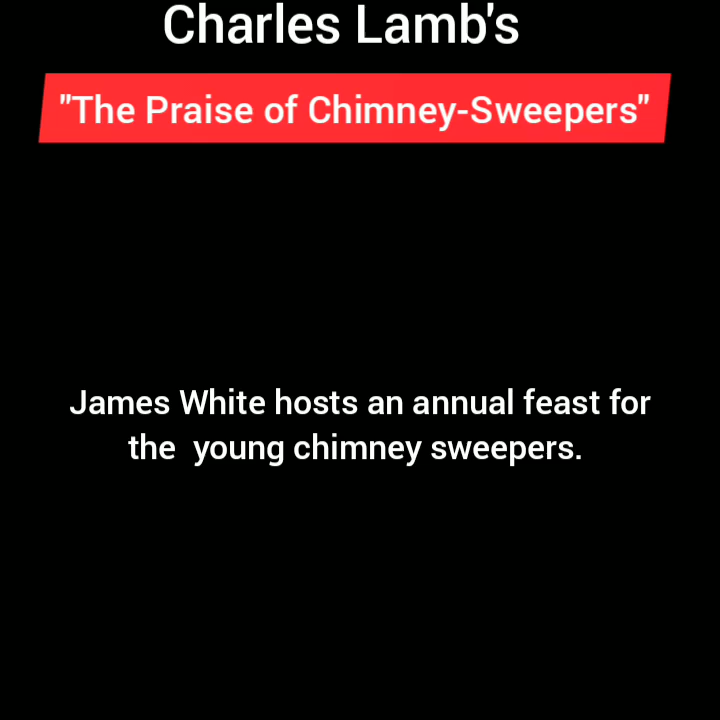 Charles Lamb's
"The Praise of Chimney-Sweepers"
James White hosts an annual feast for
the  young chimney sweepers.